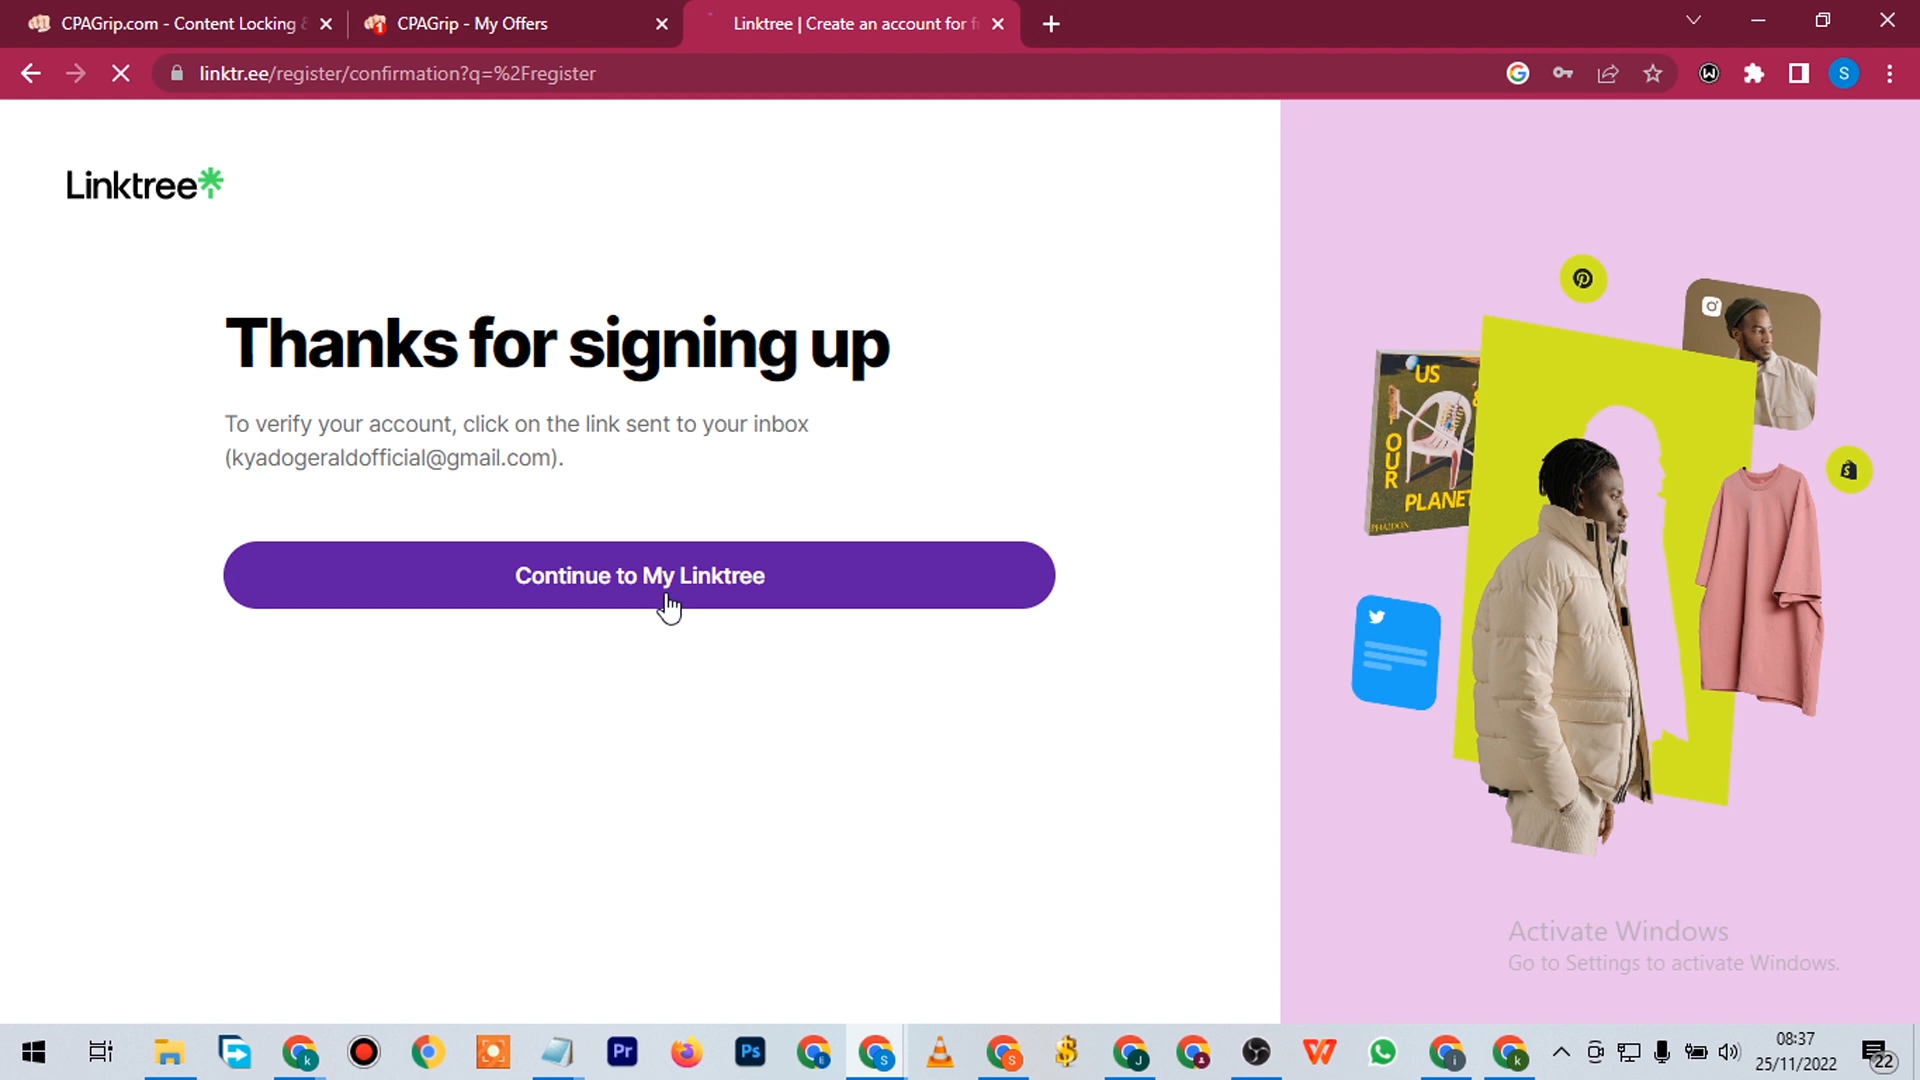 CPAGrip.com - Content Locking &
CPAGrip - My Offers
Linktree | Create an account for f
linktr.ee/register/confirmation?q=%2Fregister
S
Linktree
Thanks for signing up
To verify your account, click on the link sent to your inbox
(kyadogeraldofficial@gmail.com).
Continue to My Linktree
US
OUR
PLANET
PHAIDON
Activate Windows
Go to Settings to activate Windows.
k
Pr
Ps
E
S
S
J
i
k
08:37
25/11/2022
22